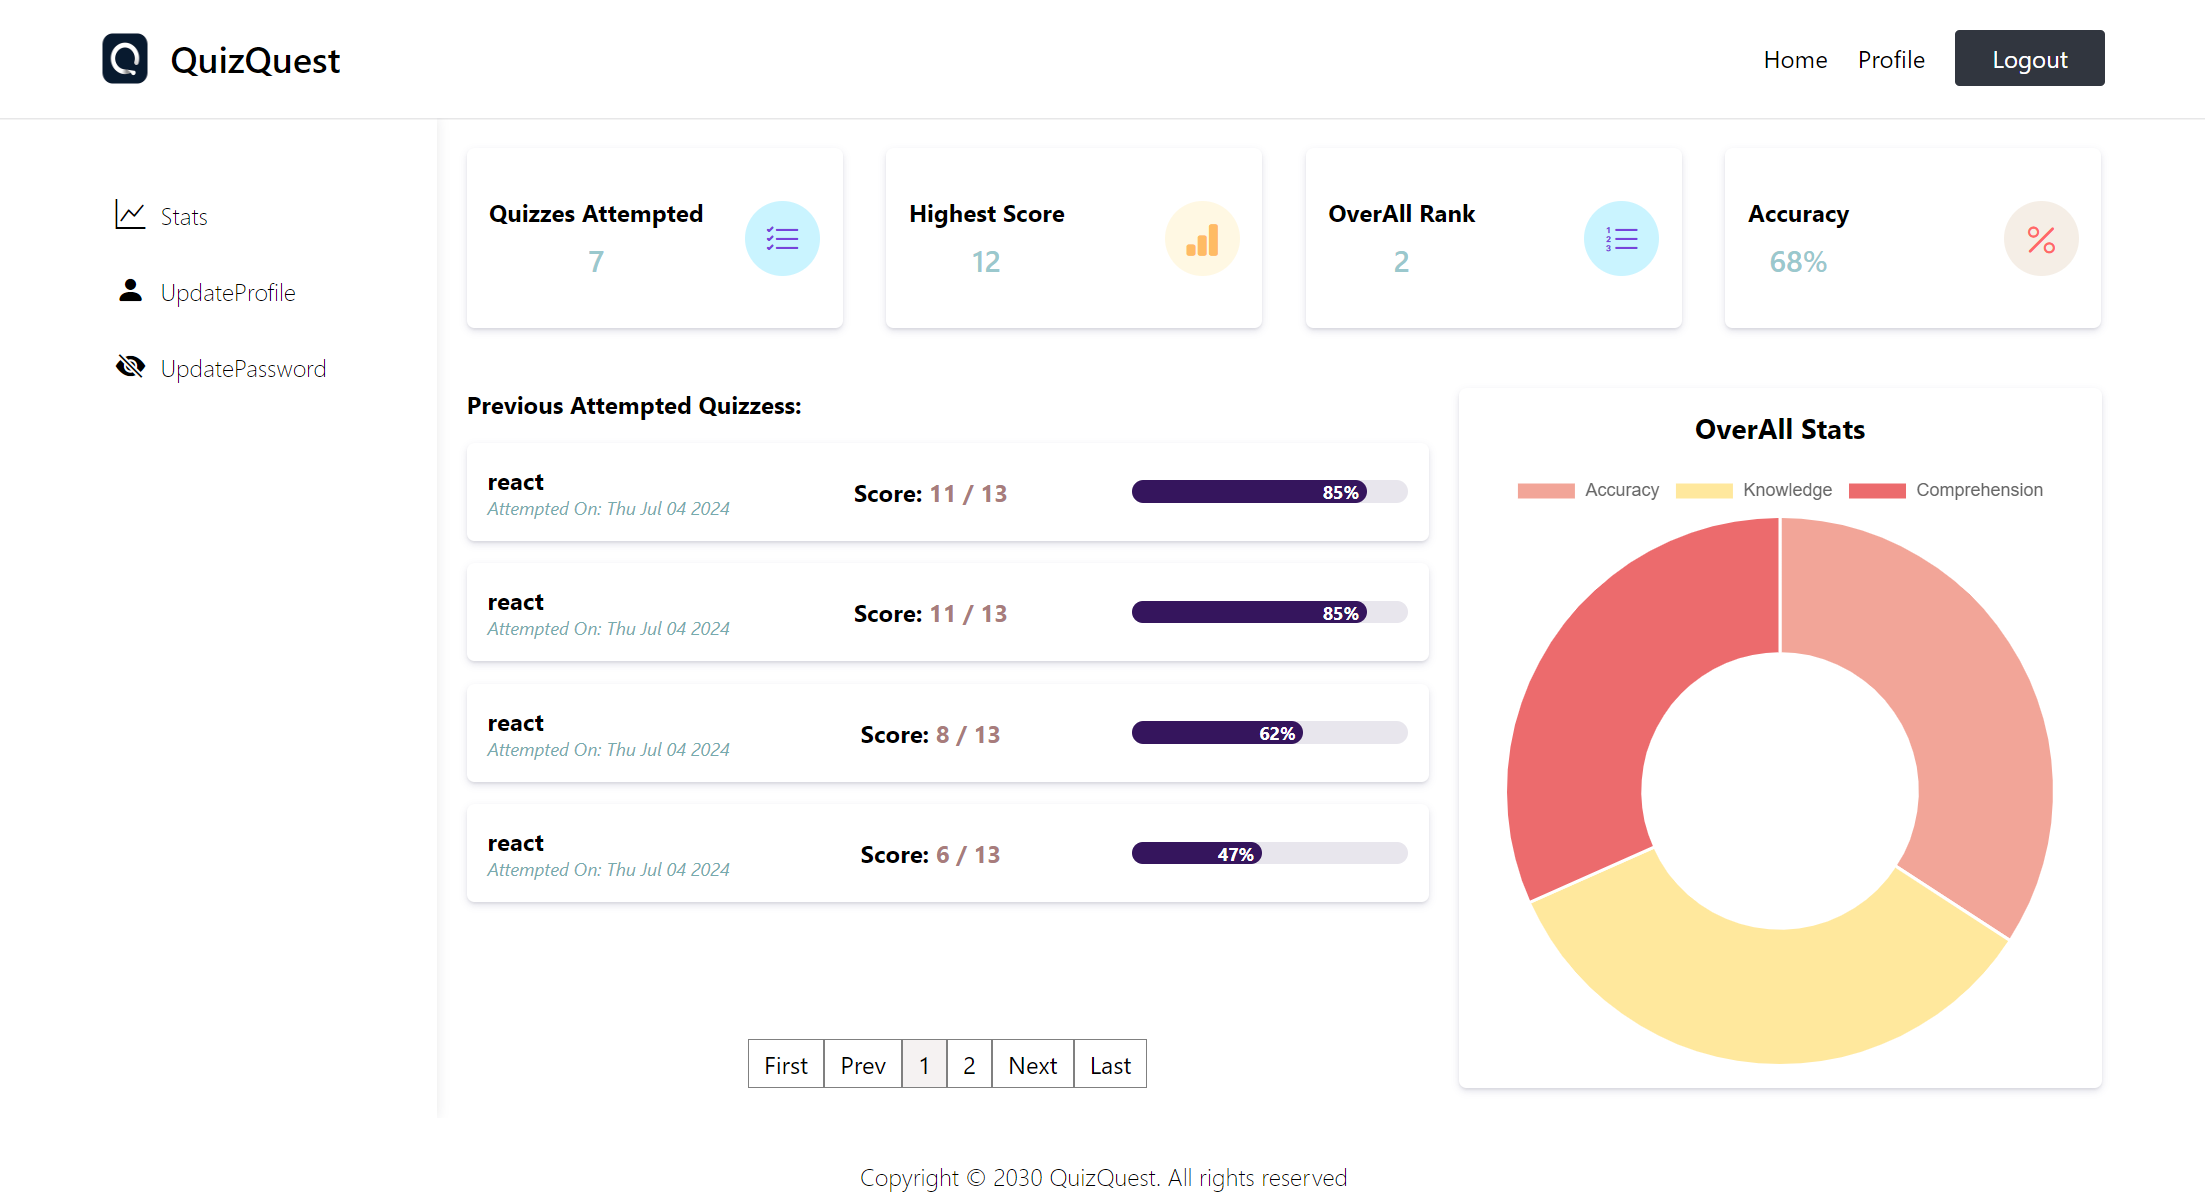 QuizQuest
Home Profile Logout
Stats
UpdateProfile
UpdatePassword
Quizzes Attempted
7
Highest Score
12
OverAll Rank
2
Accuracy
68%
Previous Attempted Quizzess:
react
Attempted On: Thu Jul 04 2024
Score: 11 / 13
85%
react
Attempted On: Thu Jul 04 2024
Score: 11 / 13
85%
react
Attempted On: Thu Jul 04 2024
Score: 8 / 13
62%
react
Attempted On: Thu Jul 04 2024
Score: 6 / 13
47%
First Prev 1 2 Next Last
OverAll Stats
Accuracy Knowledge Comprehension
Copyright © 2030 QuizQuest. All rights reserved